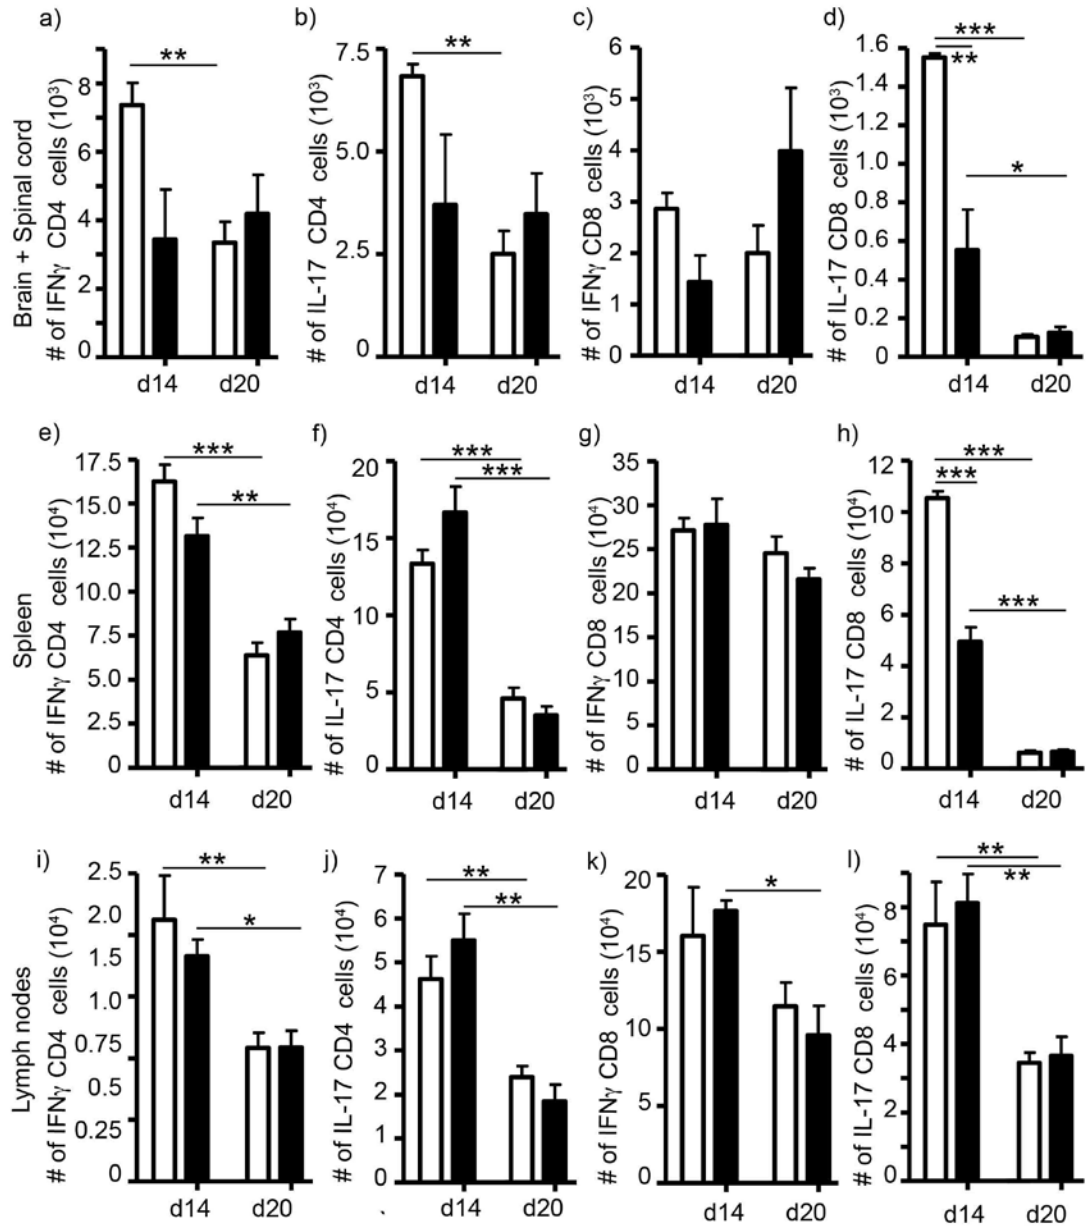 a)
Brain + Spinal cord
# of IFNγ CD4 cells (10³)
8
6
4
2
0
**
d14 d20
b)
# of IL-17 CD4 cells (10³)
7.5
5.0
2.5
0
**
d14 d20
c)
# of IFNγ CD8 cells (10³)
6
5
4
3
2
1
0
d14 d20
d)
# of IL-17 CD8 cells (10³)
1.6
1.4
1.2
1.0
0.8
0.6
0.4
0.2
0
***
**
*
d14 d20
e)
Spleen
# of IFNγ CD4 cells (10⁴)
17.5
15.0
12.5
10.0
7.5
5.0
2.5
0
***
**
d14 d20
f)
# of IL-17 CD4 cells (10⁴)
20
15
10
5
0
***
***
d14 d20
g)
# of IFNγ CD8 cells (10⁴)
35
30
25
20
15
10
5
0
d14 d20
h)
# of IL-17 CD8 cells (10⁴)
12
10
8
6
4
2
0
***
***
***
d14 d20
i)
Lymph nodes
# of IFNγ CD4 cells (10⁴)
2.5
2.0
1.5
1.0
0.75
0.5
0.25
0
**
*
d14 d20
j)
# of IL-17 CD4 cells (10⁴)
7
6
5
4
3
2
1
0
**
**
d14 d20
k)
# of IFNγ CD8 cells (10⁴)
20
15
10
5
0
*
d14 d20
l)
# of IL-17 CD8 cells (10⁴)
8
6
4
2
0
**
**
d14 d20